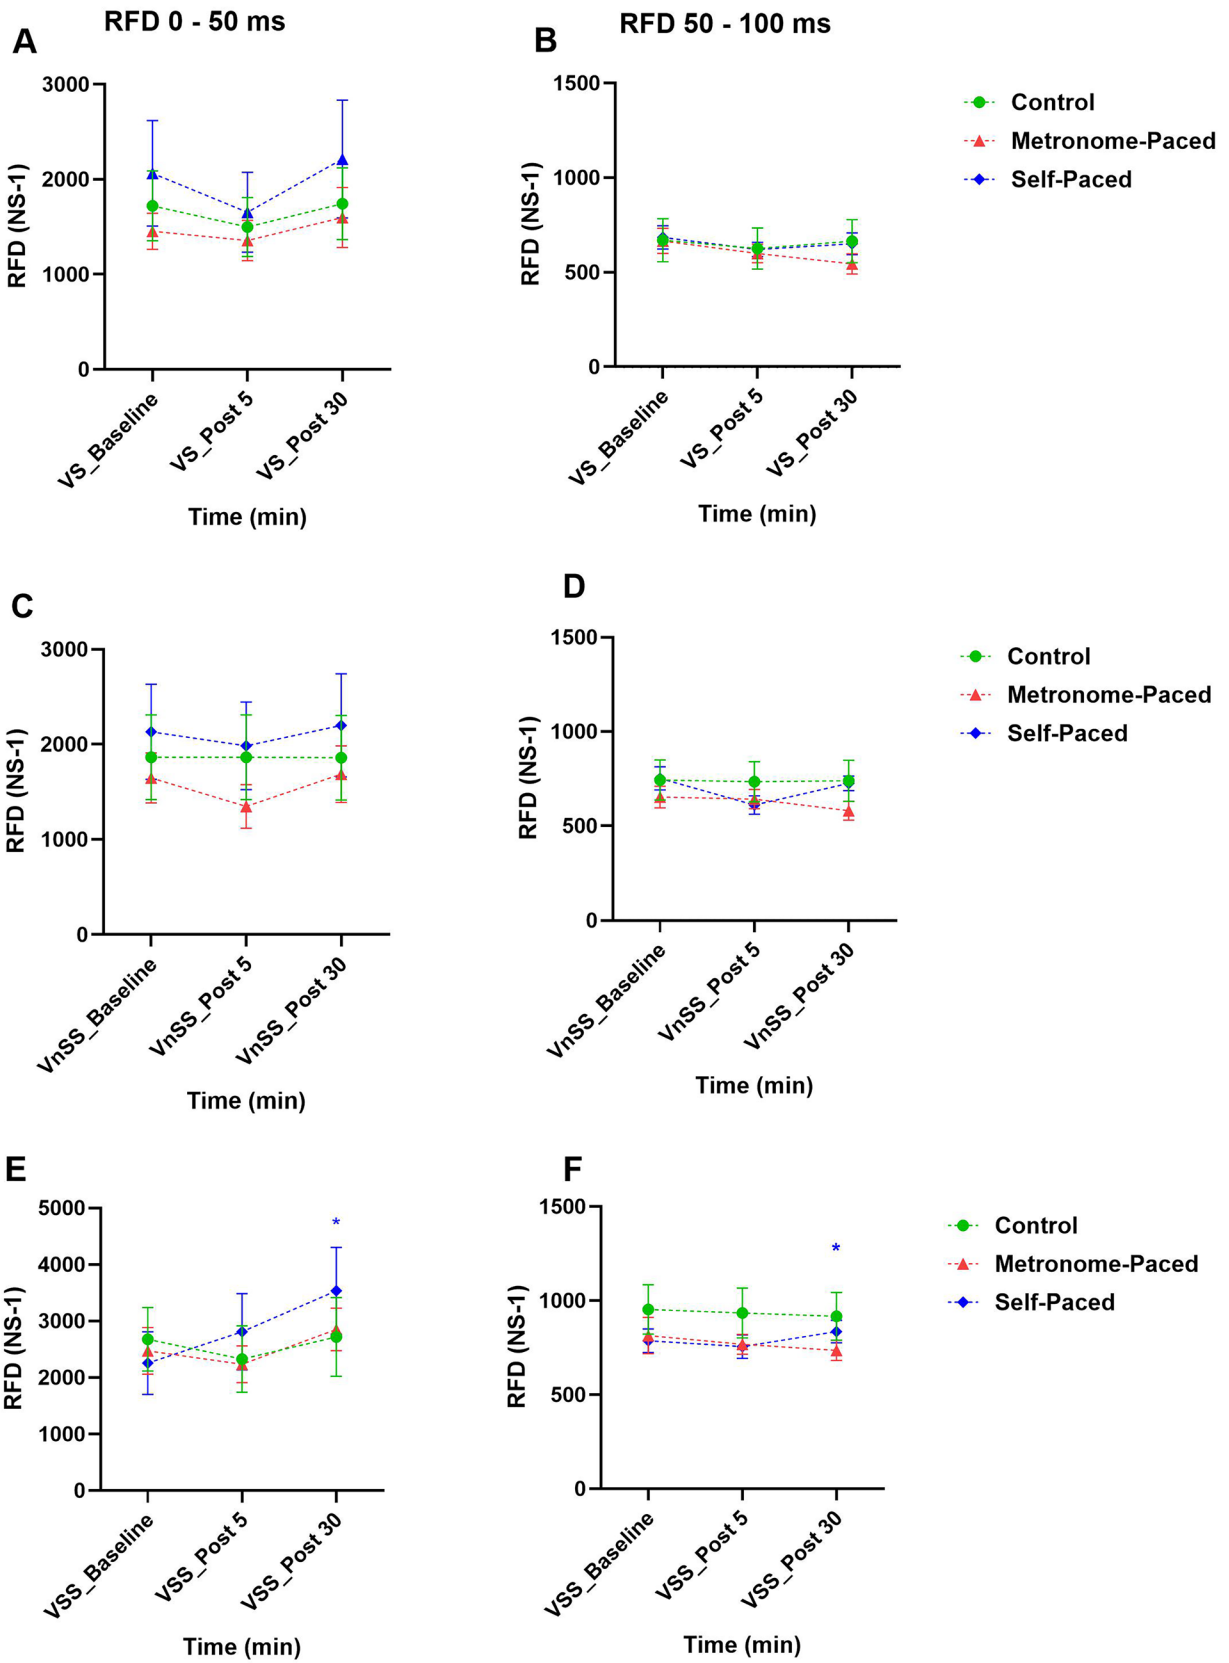 RFD 0 - 50 ms
RFD 50 - 100 ms
A
3000
2000
1000
0
RFD (NS-1)
VS_Baseline
VS_Post 5
VS_Post 30
Time (min)
B
1500
1000
500
0
RFD (NS-1)
VS_Baseline
VS_Post 5
VS_Post 30
Time (min)
Control
Metronome-Paced
Self-Paced
C
3000
2000
1000
0
RFD (NS-1)
VnSS_Baseline
VnSS_Post 5
VnSS_Post 30
Time (min)
D
1500
1000
500
0
RFD (NS-1)
VnSS_Baseline
VnSS_Post 5
VnSS_Post 30
Time (min)
Control
Metronome-Paced
Self-Paced
E
5000
4000
3000
2000
1000
0
RFD (NS-1)
*
VSS_Baseline
VSS_Post 5
VSS_Post 30
Time (min)
F
1500
1000
500
0
RFD (NS-1)
*
VSS_Baseline
VSS_Post 5
VSS_Post 30
Time (min)
Control
Metronome-Paced
Self-Paced